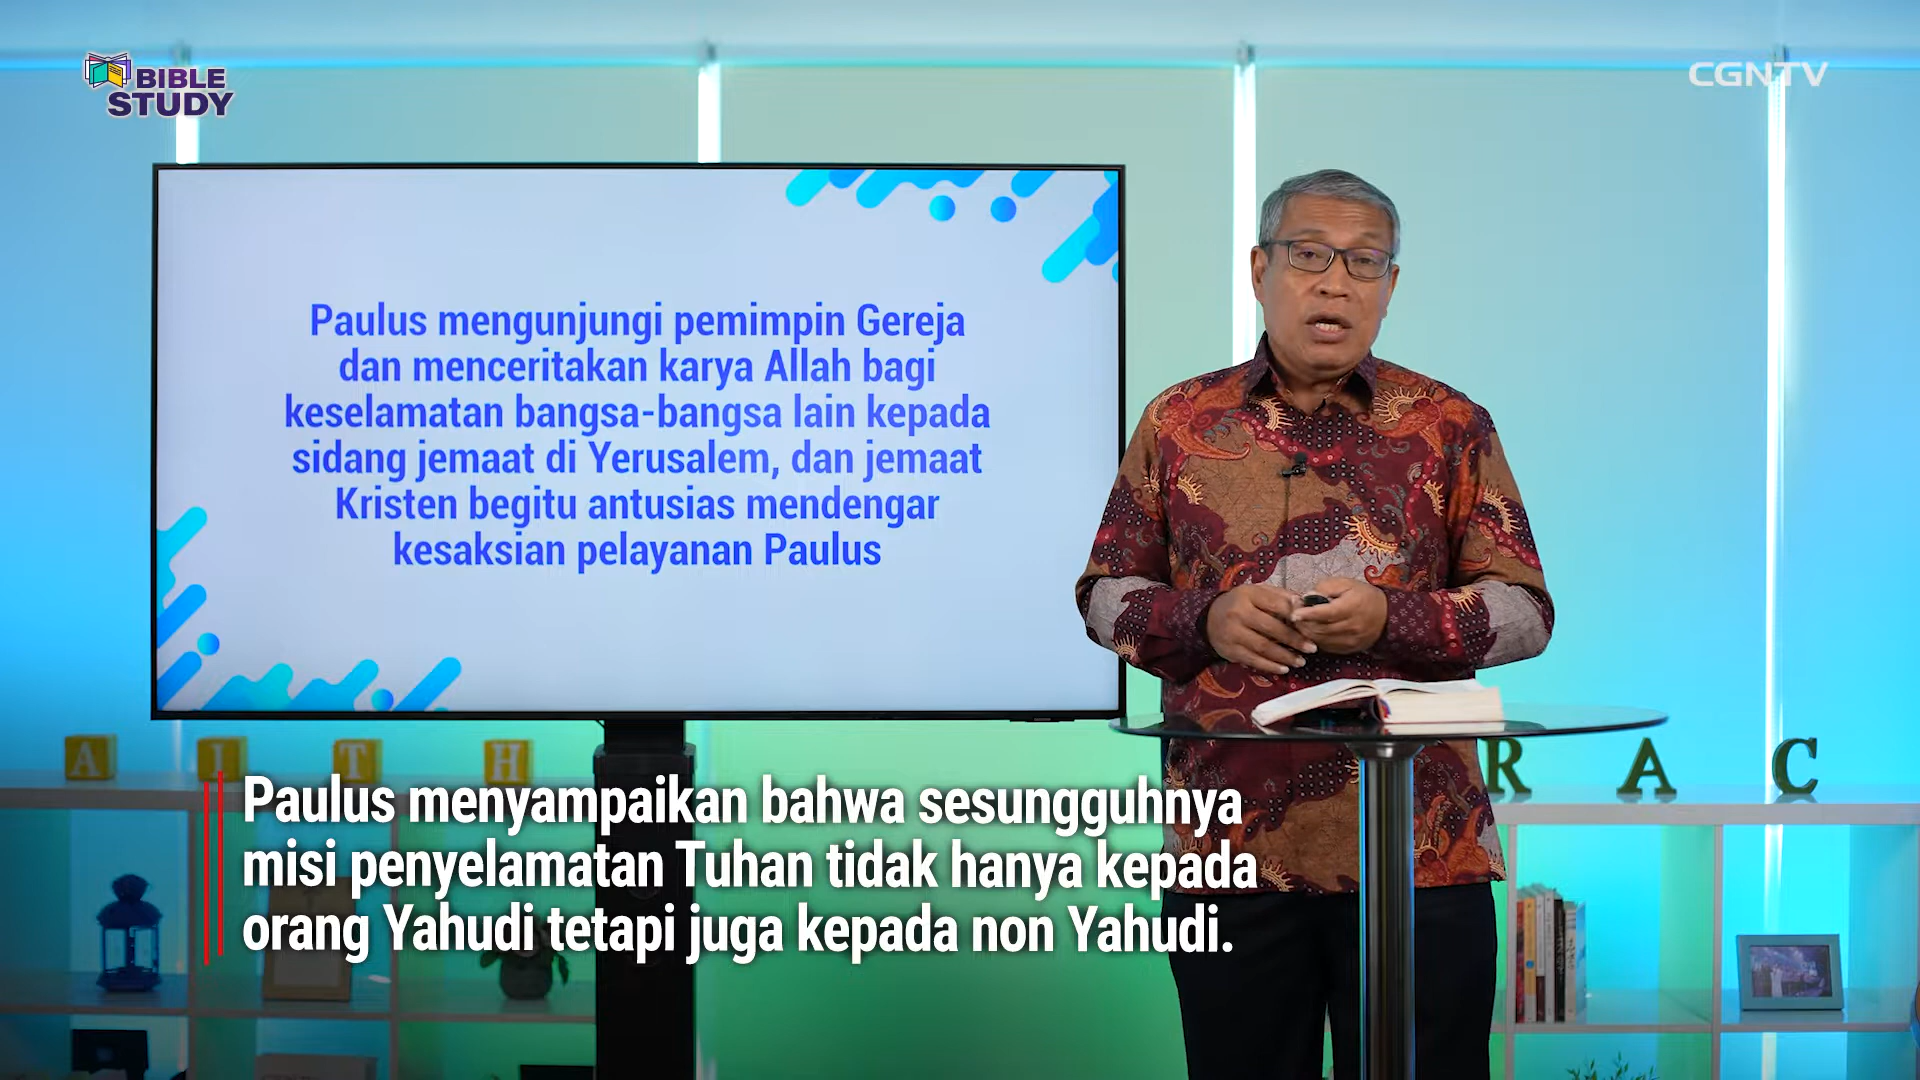 BIBLE
STUDY
CGNTV
Paulus mengunjungi pemimpin Gereja
dan menceritakan karya Allah bagi
keselamatan bangsa-bangsa lain kepada
sidang jemaat di Yerusalem, dan jemaat
Kristen begitu antusias mendengar
kesaksian pelayanan Paulus
A I T H
R A C
Paulus menyampaikan bahwa sesungguhnya
misi penyelamatan Tuhan tidak hanya kepada
orang Yahudi tetapi juga kepada non Yahudi.